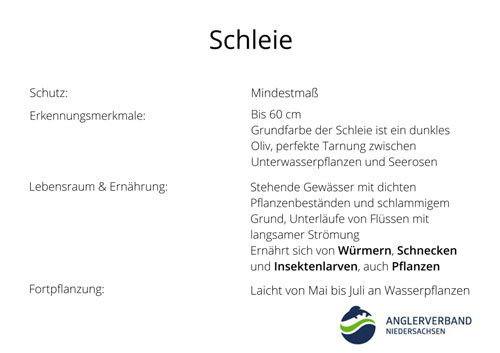 Schleie
Schutz: Mindestmaß
Erkennungsmerkmale: Bis 60 cm
Grundfarbe der Schleie ist ein dunkles
Oliv, perfekte Tarnung zwischen
Unterwasserpflanzen und Seerosen
Lebensraum & Ernährung: Stehende Gewässer mit dichten
Pflanzenbeständen und schlammigem
Grund, Unterläufe von Flüssen mit
langsamer Strömung
Ernährt sich von Würmern, Schnecken
und Insektenlarven, auch Pflanzen
Fortpflanzung: Laicht von Mai bis Juli an Wasserpflanzen
ANGLERVERBAND
NIEDERSACHSEN